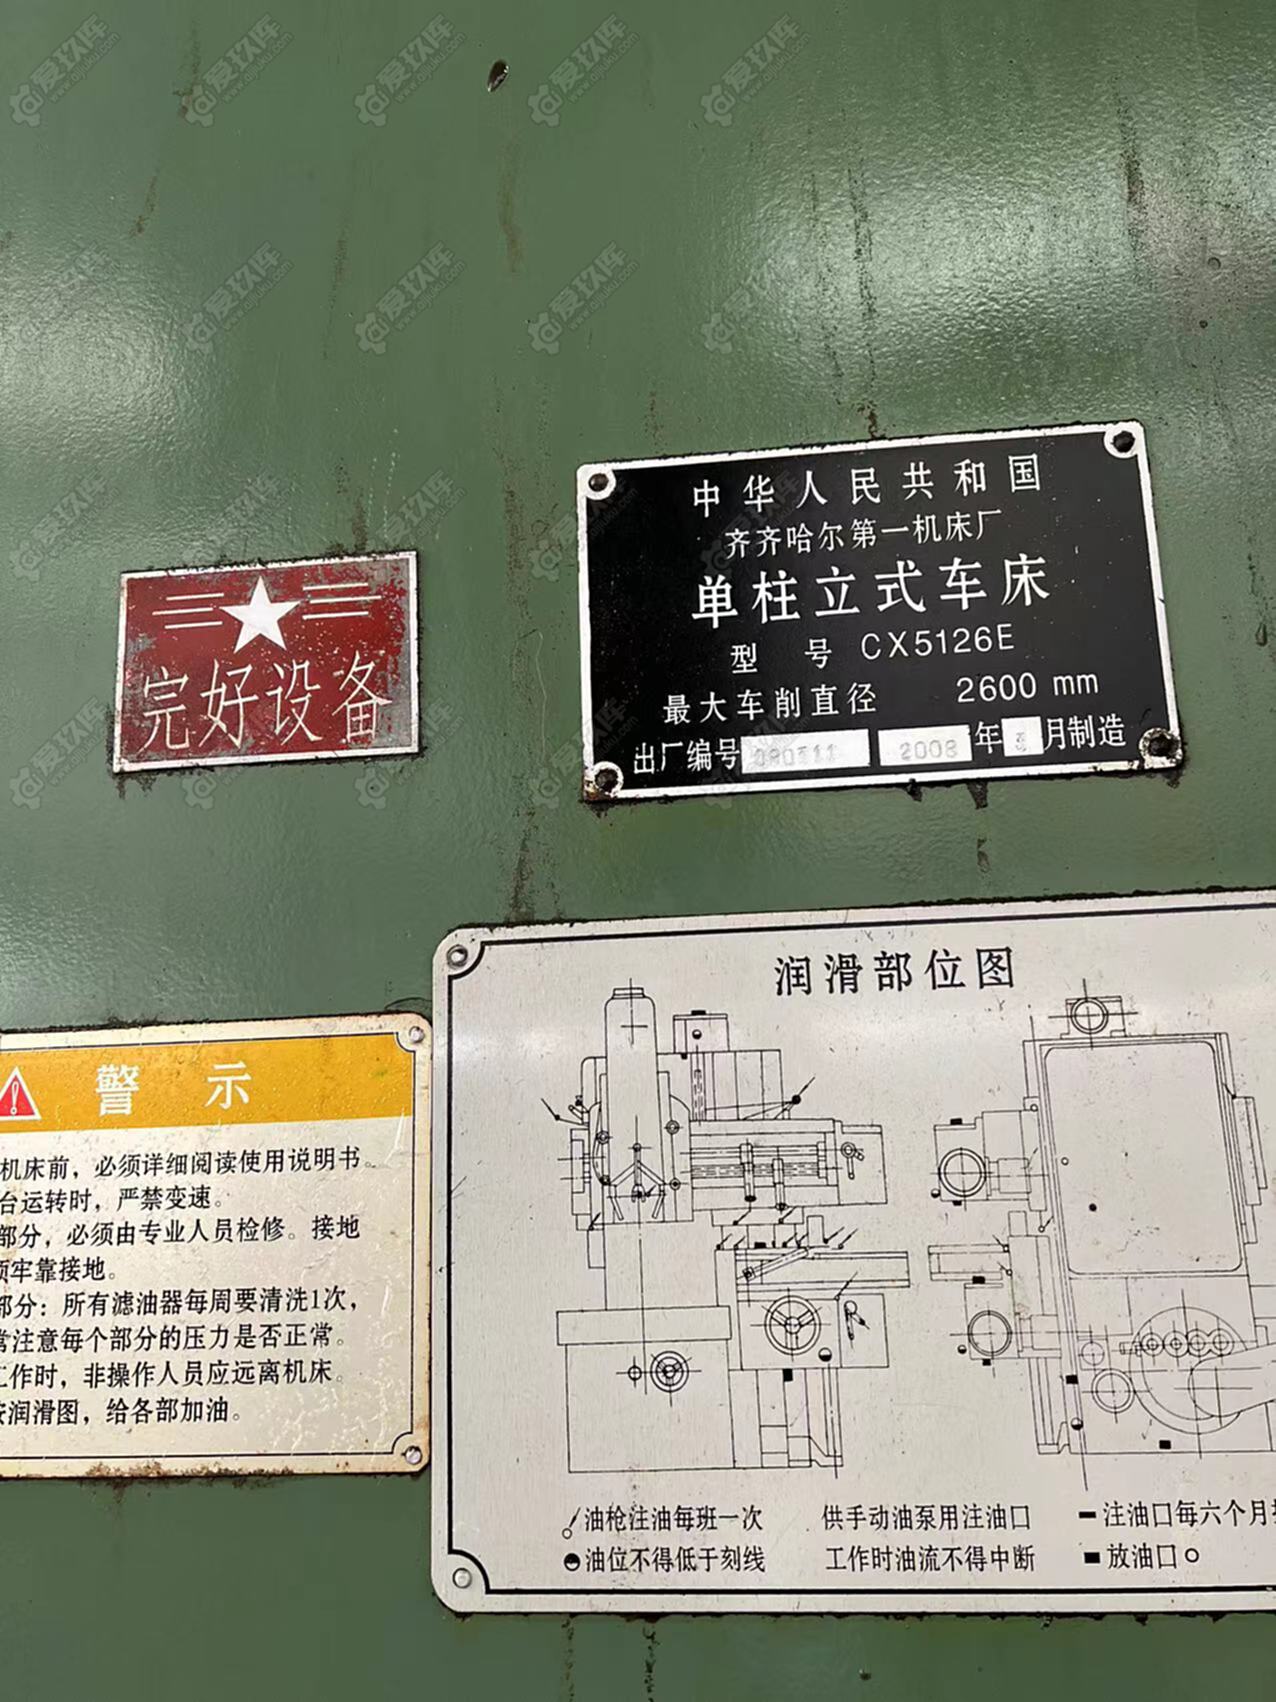 中华人民共和国
齐齐哈尔第一机床厂
单柱立式车床
型 号 CX5126E
最大车削直径 2600 mm
出厂编号 2008 年 月制造
完好设备
润滑部位图
油枪注油每班一次 供手动油泵用注油口 注油口每六个月
油位不得低于刻线 工作时油流不得中断 放油口
警 示
机床前，必须详细阅读使用说明书。
台运转时，严禁变速。
部分，必须由专业人员检修。接地
须牢靠接地。
部分：所有滤油器每周要清洗1次，
常注意每个部分的压力是否正常。
工作时，非操作人员应远离机床。
按润滑图，给各部加油。
爱玖库
www.aijiuku.com